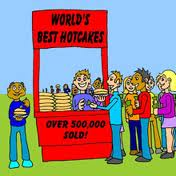 WORLD'S
BEST HOTCAKES
OVER 500,000
SOLD!